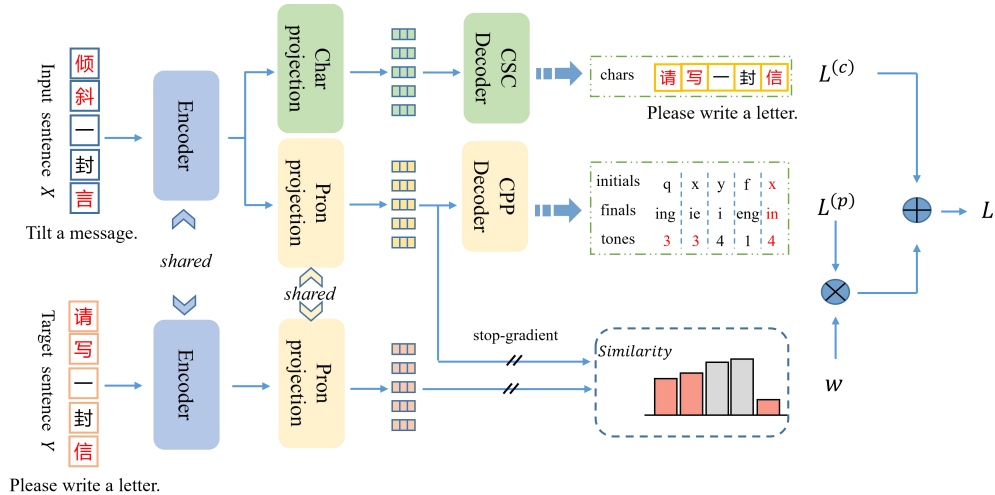 Input sentence X
倾
斜
一
封
言
Tilt a message.
Encoder
Char projection
CSC Decoder
chars
请 写 一 封 信
Please write a letter.
L^(c)
Pron projection
CPP Decoder
initials q x y f x
finals ing ie i eng in
tones 3 3 4 1 4
L^(p)
L
shared
shared
Target sentence Y
请
写
一
封
信
Please write a letter.
Encoder
Pron projection
stop-gradient
Similarity
w